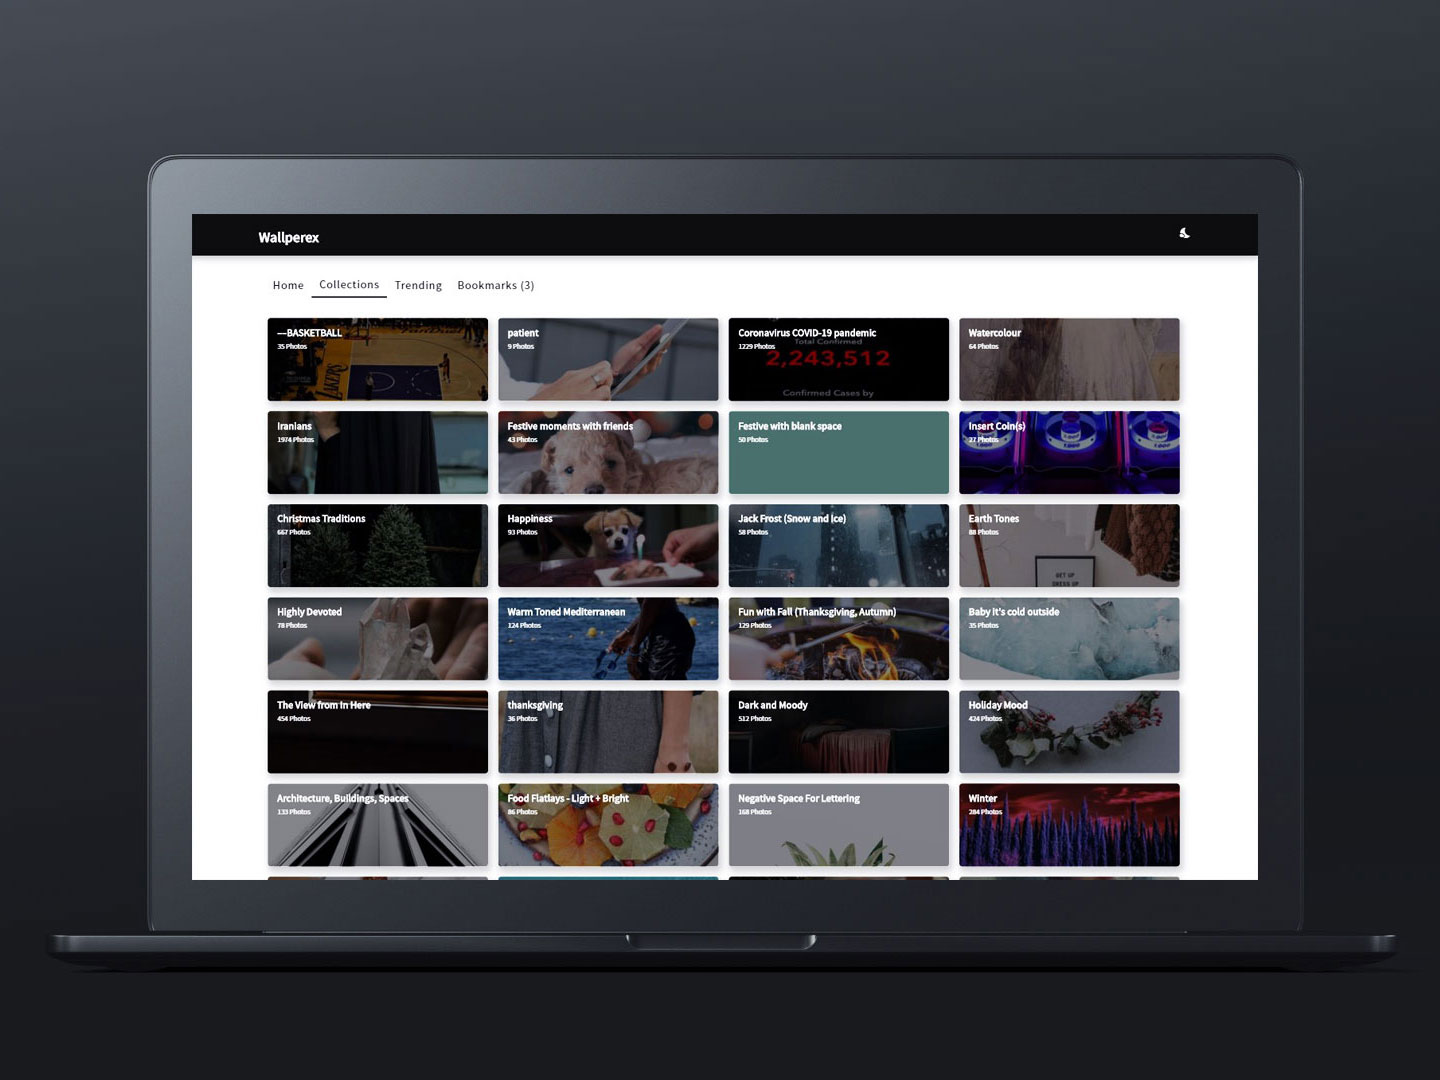 Wallperex
Home Collections Trending Bookmarks (3)
—BASKETBALL
35 Photos
LAKERS
patient
9 Photos
Coronavirus COVID-19 pandemic
1229 Photos
Total Confirmed
2,243,512
Confirmed Cases by
Watercolour
64 Photos
Iranians
1974 Photos
Festive moments with friends
43 Photos
Festive with blank space
50 Photos
Insert Coin(s)
27 Photos
Christmas Traditions
667 Photos
Happiness
93 Photos
Jack Frost (Snow and ice)
58 Photos
Earth Tones
88 Photos
GET UP
DRESS UP
Highly Devoted
78 Photos
Warm Toned Mediterranean
124 Photos
Fun with Fall (Thanksgiving, Autumn)
129 Photos
Baby it's cold outside
35 Photos
The View from In Here
454 Photos
thanksgiving
36 Photos
Dark and Moody
512 Photos
Holiday Mood
424 Photos
Architecture, Buildings, Spaces
133 Photos
Food Flatlays - Light + Bright
86 Photos
Negative Space For Lettering
168 Photos
Winter
284 Photos